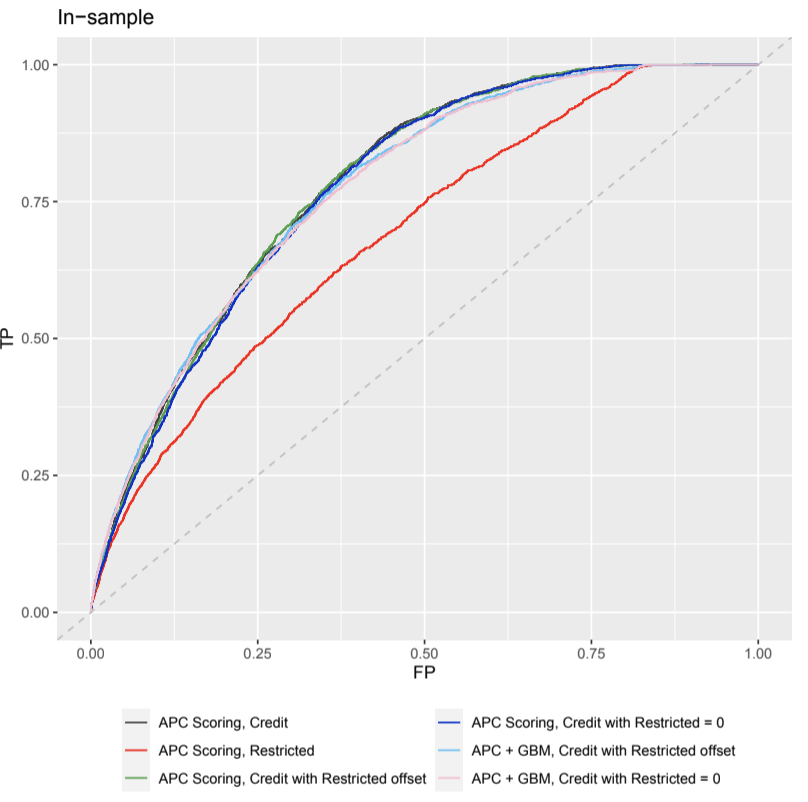 In−sample
1.00
0.75
0.50
0.25
0.00
TP
0.00 0.25 0.50 0.75 1.00
FP
APC Scoring, Credit
APC Scoring, Restricted
APC Scoring, Credit with Restricted offset
APC Scoring, Credit with Restricted = 0
APC + GBM, Credit with Restricted offset
APC + GBM, Credit with Restricted = 0